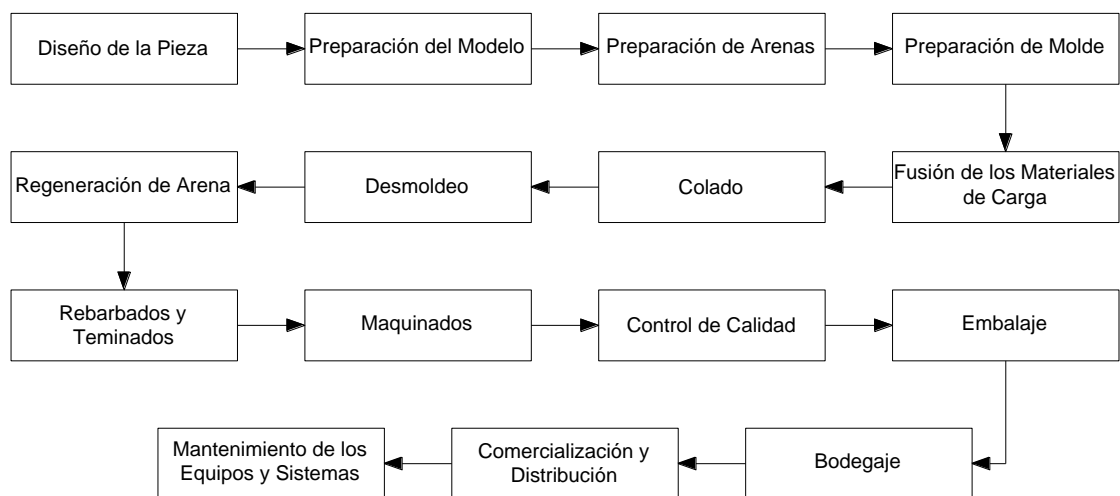 Diseño de la Pieza
Preparación del Modelo
Preparación de Arenas
Preparación de Molde
Fusión de los Materiales
de Carga
Colado
Desmoldeo
Regeneración de Arena
Rebarbados y
Teminados
Maquinados
Control de Calidad
Embalaje
Bodegaje
Comercialización y
Distribución
Mantenimiento de los
Equipos y Sistemas